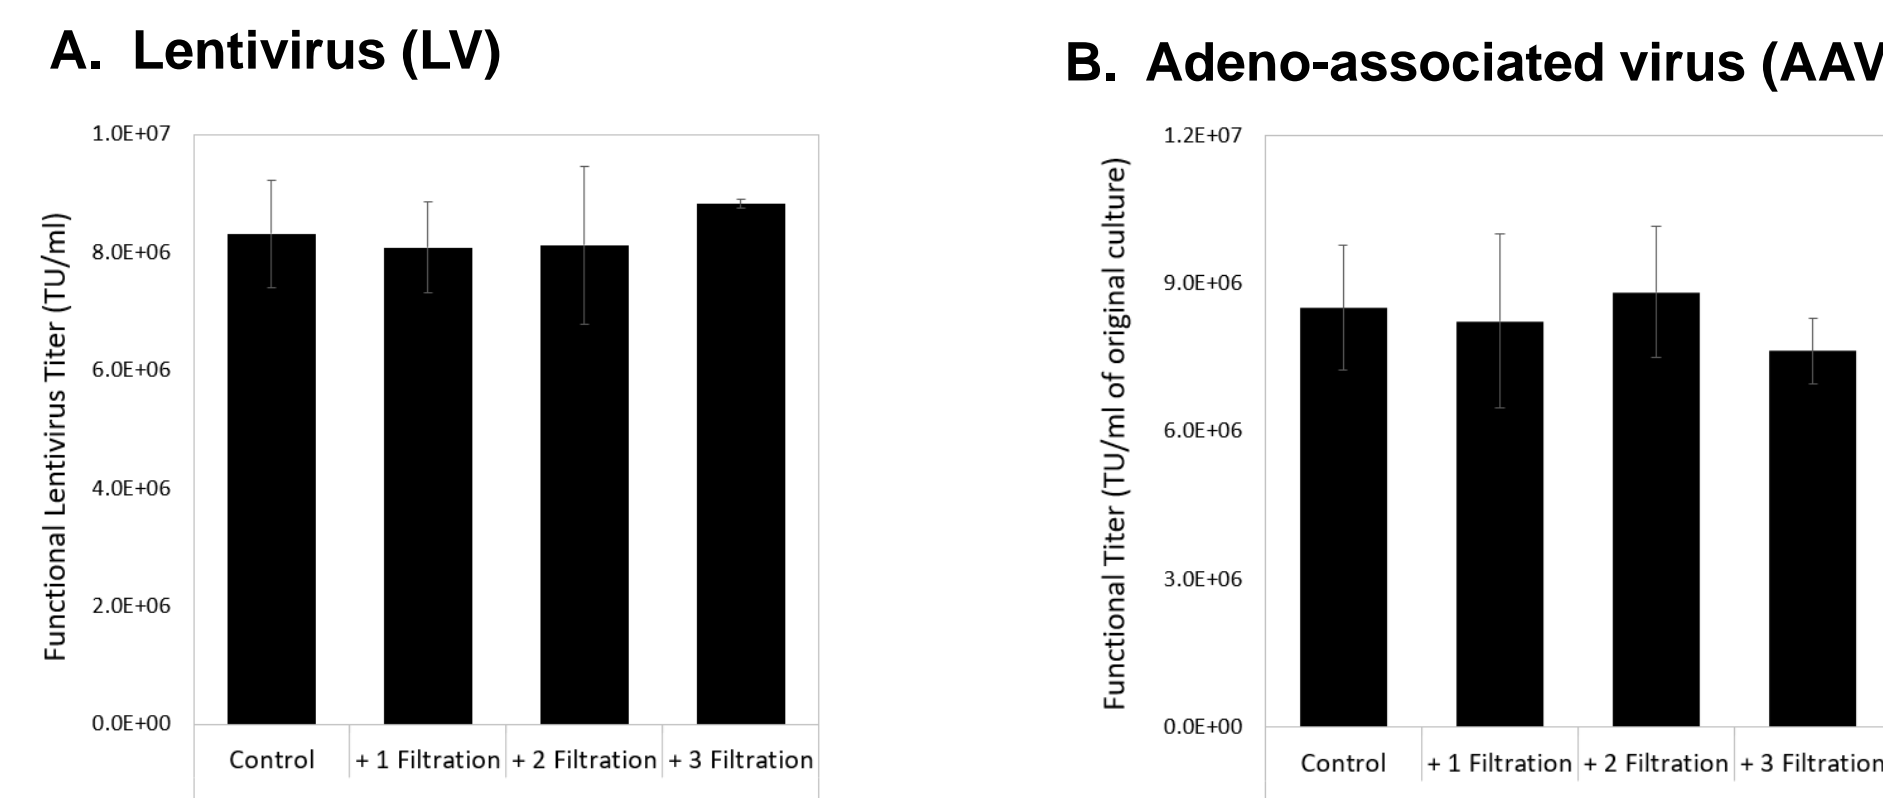 A. Lentivirus (LV)
Functional Lentivirus Titer (TU/ml)
1.0E+07
8.0E+06
6.0E+06
4.0E+06
2.0E+06
0.0E+00
Control
+ 1 Filtration
+ 2 Filtration
+ 3 Filtration
B. Adeno-associated virus (AAV
Functional Titer (TU/ml of original culture)
1.2E+07
9.0E+06
6.0E+06
3.0E+06
0.0E+00
Control
+ 1 Filtration
+ 2 Filtration
+ 3 Filtration